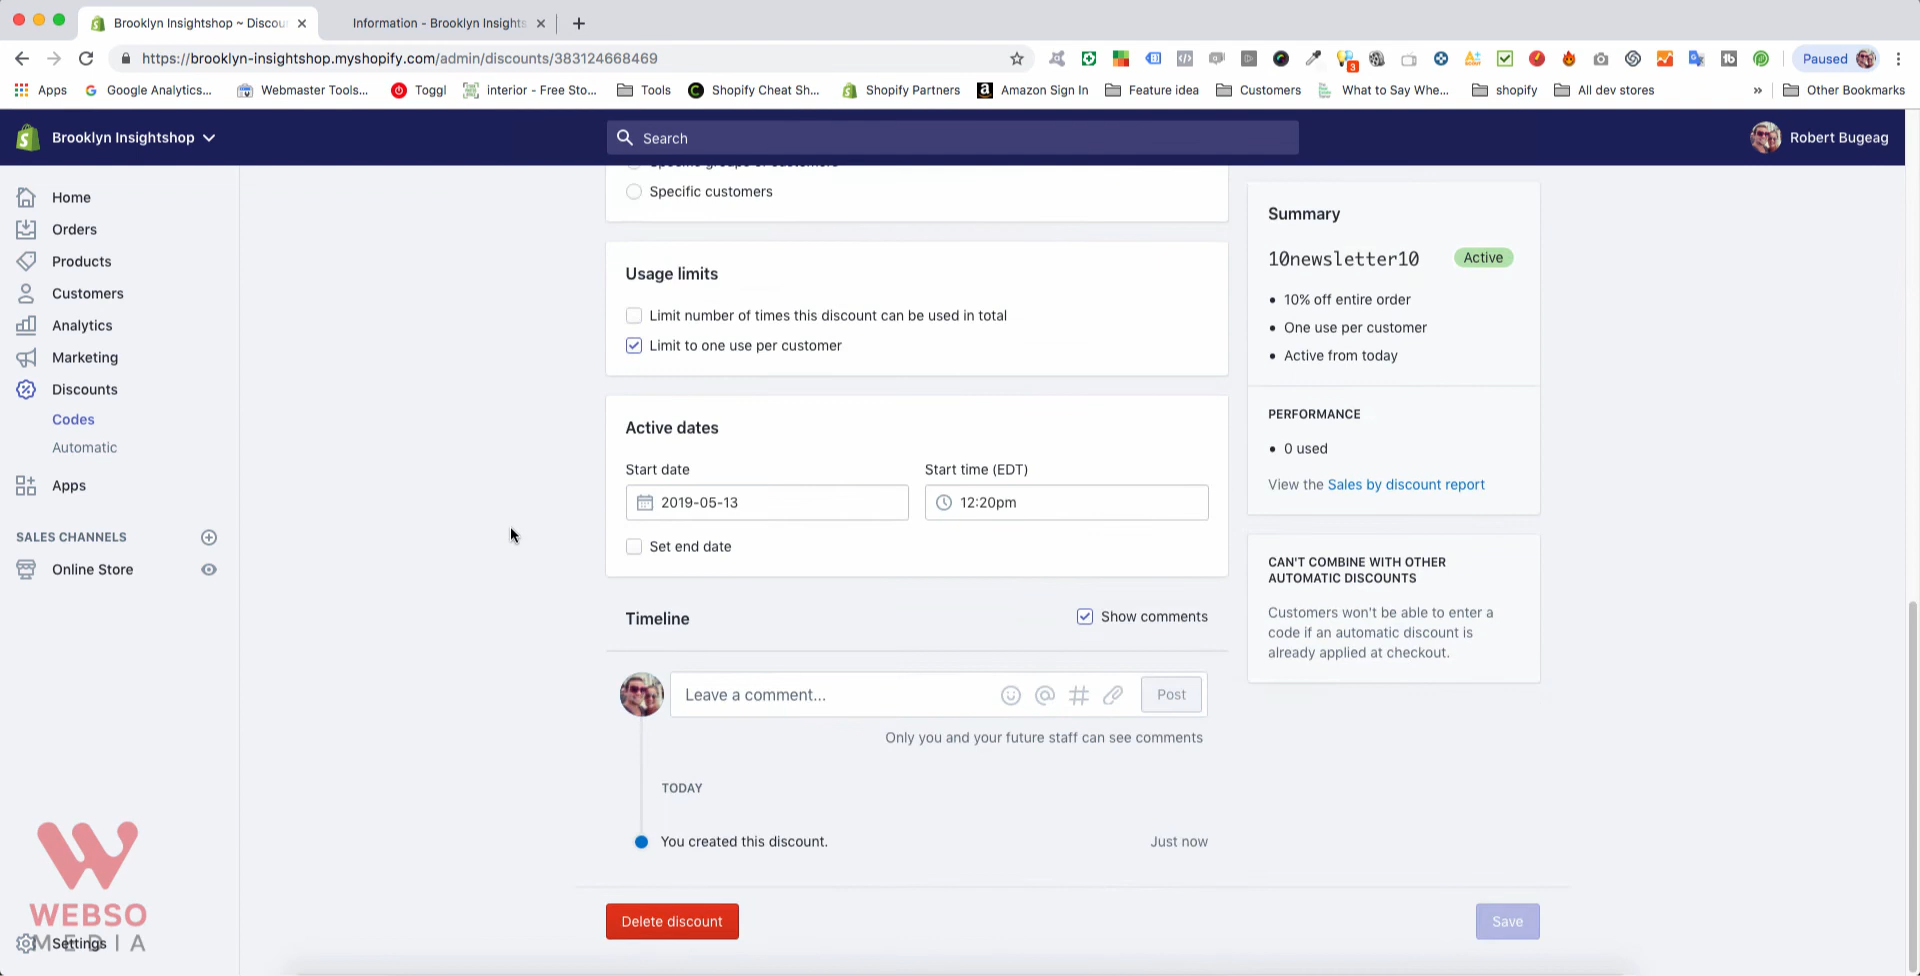 Brooklyn Insightshop ~ Discou
Information - Brooklyn Insights
https://brooklyn-insightshop.myshopify.com/admin/discounts/383124668469
3
Paused
Apps
Google Analytics...
Webmaster Tools...
Toggl
interior - Free Sto...
Tools
Shopify Cheat Sh...
Shopify Partners
Amazon Sign In
Feature idea
Customers
What to Say Whe...
shopify
All dev stores
»
Other Bookmarks
Brooklyn Insightshop
Search
Robert Bugeag
Home
Orders
Products
Customers
Analytics
Marketing
Discounts
Codes
Automatic
Apps
SALES CHANNELS
Online Store
WEBSO
MEDIA
Settings
Specific groups of customers
Specific customers
Usage limits
Limit number of times this discount can be used in total
Limit to one use per customer
Active dates
Start date
Start time (EDT)
2019-05-13
12:20pm
Set end date
Timeline
Show comments
Leave a comment...
Post
Only you and your future staff can see comments
TODAY
You created this discount.
Just now
Delete discount
Save
Summary
10newsletter10
Active
• 10% off entire order
• One use per customer
• Active from today
PERFORMANCE
• 0 used
View the Sales by discount report
CAN'T COMBINE WITH OTHER
AUTOMATIC DISCOUNTS
Customers won't be able to enter a
code if an automatic discount is
already applied at checkout.